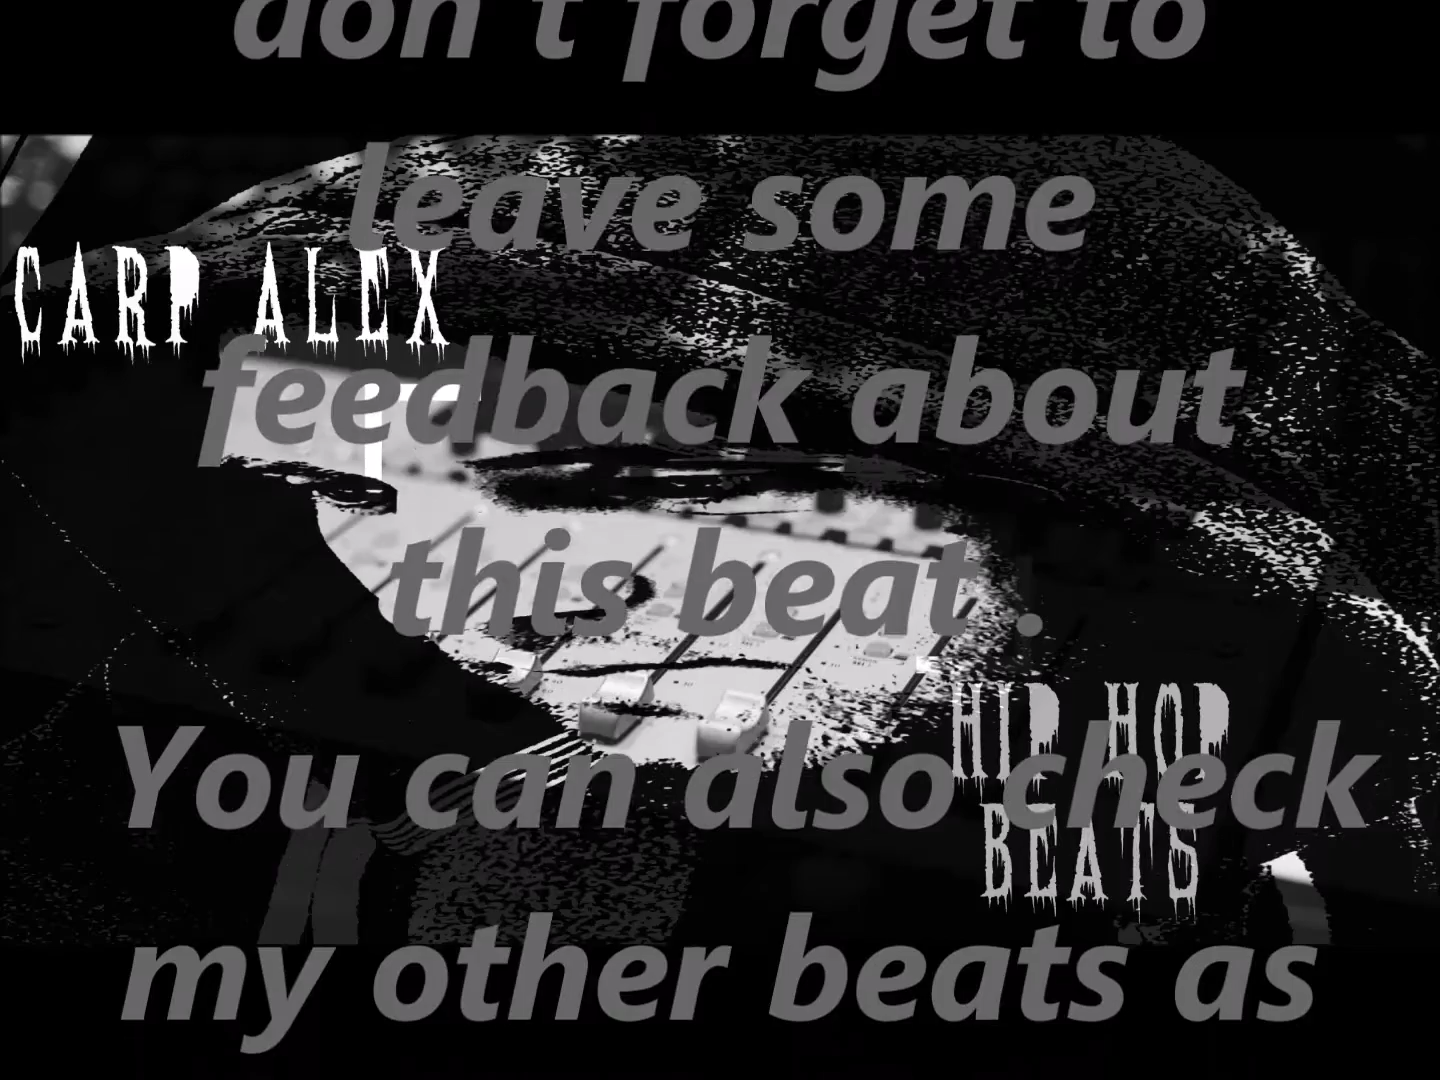 don't forget to
leave some
CARP ALEX
feedback about
this beat .
HIP HOP
You can also check
BEATS
my other beats as